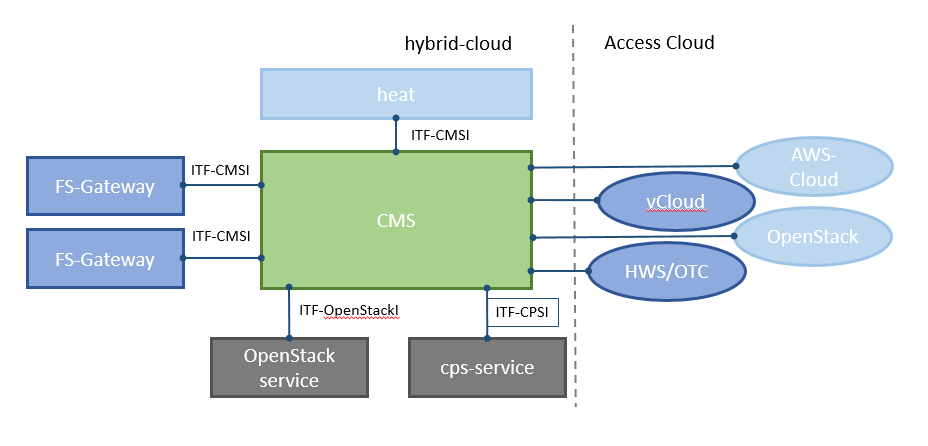 hybrid-cloud
Access Cloud
heat
ITF-CMSI
FS-Gateway
ITF-CMSI
FS-Gateway
ITF-CMSI
CMS
AWS-
Cloud
vCloud
OpenStack
HWS/OTC
ITF-OpenStackI
ITF-CPSI
OpenStack
service
cps-service